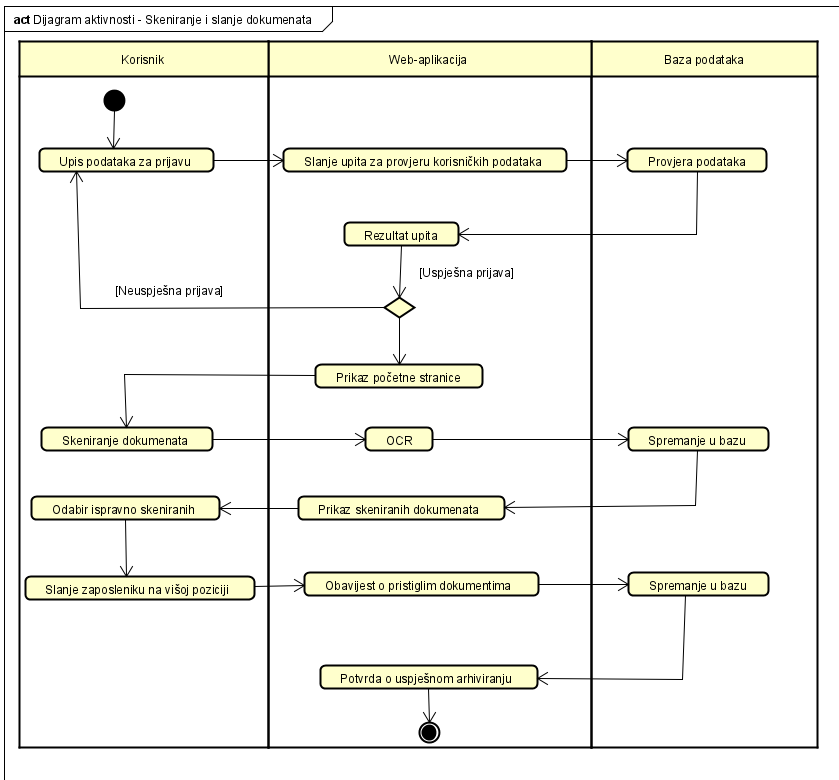 act Dijagram aktivnosti - Skeniranje i slanje dokumenata
Korisnik
Web-aplikacija
Baza podataka
Upis podataka za prijavu
Slanje upita za provjeru korisničkih podataka
Provjera podataka
Rezultat upita
[Uspješna prijava]
[Neuspješna prijava]
Prikaz početne stranice
Skeniranje dokumenata
OCR
Spremanje u bazu
Odabir ispravno skeniranih
Prikaz skeniranih dokumenata
Slanje zaposleniku na višoj poziciji
Obavijest o pristiglim dokumentima
Spremanje u bazu
Potvrda o uspješnom arhiviranju